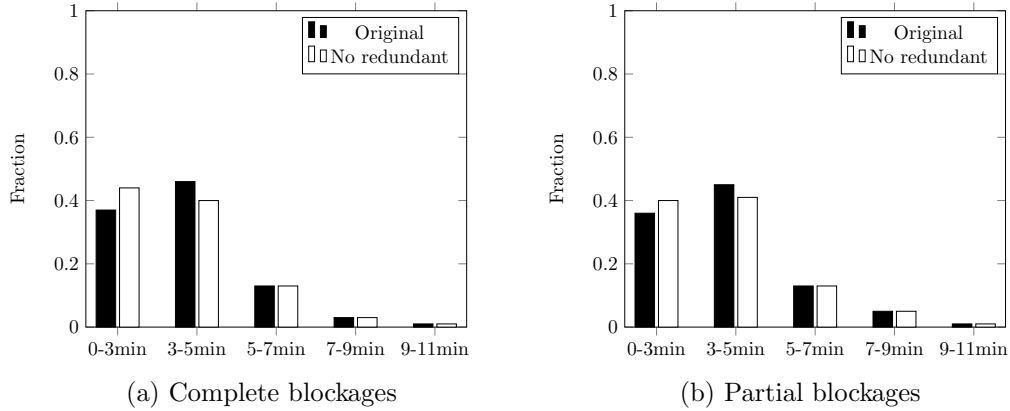 1
0.8
0.6
0.4
0.2
0
Fraction
Original
No redundant
0-3min 3-5min 5-7min 7-9min 9-11min
(a) Complete blockages
1
0.8
0.6
0.4
0.2
0
Fraction
Original
No redundant
0-3min 3-5min 5-7min 7-9min 9-11min
(b) Partial blockages